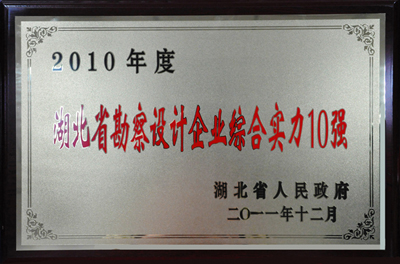 2010年度
湖北省勘察设计企业综合实力10强
湖北省人民政府
二〇一一年十二月